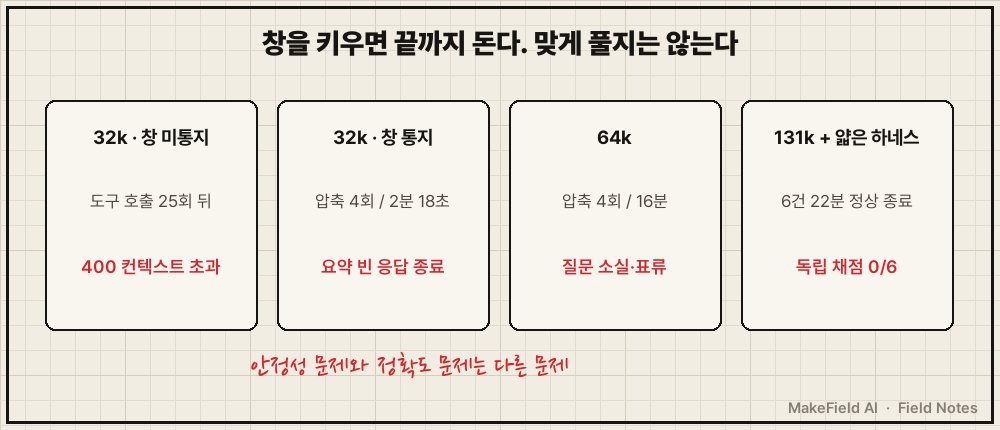 창을 키우면 끝까지 돈다. 맞게 풀지는 않는다
32k · 창 미통지
도구 호출 25회 뒤
400 컨텍스트 초과
32k · 창 통지
압축 4회 / 2분 18초
요약 빈 응답 종료
64k
압축 4회 / 16분
질문 소실·표류
131k + 얇은 하네스
6건 22분 정상 종료
독립 채점 0/6
안정성 문제와 정확도 문제는 다른 문제
MakeField AI · Field Notes